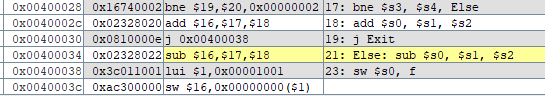 0x00400028 0x16740002 bne $19,$20,0x00000002 17: bne $s3, $s4, Else
0x0040002c 0x02328020 add $16,$17,$18 18: add $s0, $s1, $s2
0x00400030 0x0810000e j 0x00400038 19: j Exit
0x00400034 0x02328022 sub $16,$17,$18 21: Else: sub $s0, $s1, $s2
0x00400038 0x3c011001 lui $1,0x00001001 23: sw $s0, f
0x0040003c 0xac300000 sw $16,0x00000000($1)